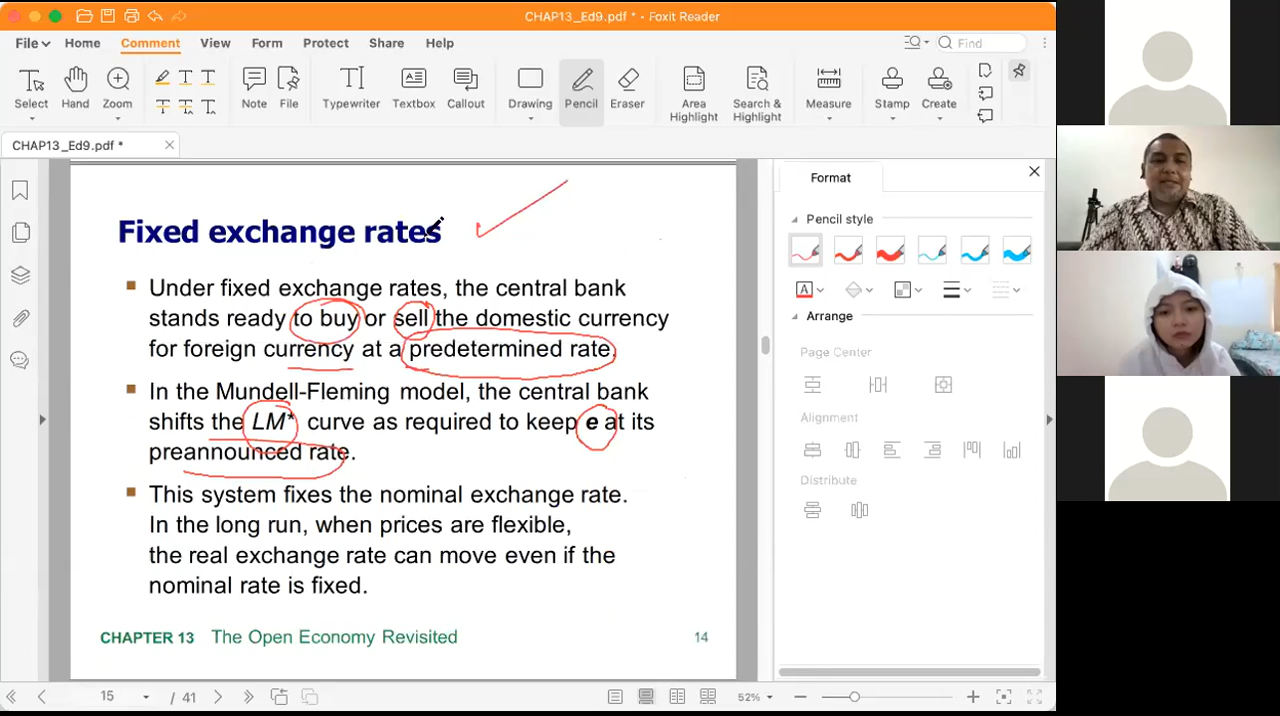 CHAP13_Ed9.pdf * - Foxit Reader
File Home Comment View Form Protect Share Help
Find
Select Hand Zoom Note File Typewriter Textbox Callout Drawing Pencil Eraser Area Highlight Search & Highlight Measure Stamp Create
CHAP13_Ed9.pdf *
Fixed exchange rates
Under fixed exchange rates, the central bank
stands ready to buy or sell the domestic currency
for foreign currency at a predetermined rate.
In the Mundell-Fleming model, the central bank
shifts the LM* curve as required to keep e at its
preannounced rate.
This system fixes the nominal exchange rate.
In the long run, when prices are flexible,
the real exchange rate can move even if the
nominal rate is fixed.
CHAPTER 13 The Open Economy Revisited 14
Format
Pencil style
Arrange
Page Center
Alignment
Distribute
15 / 41
52%